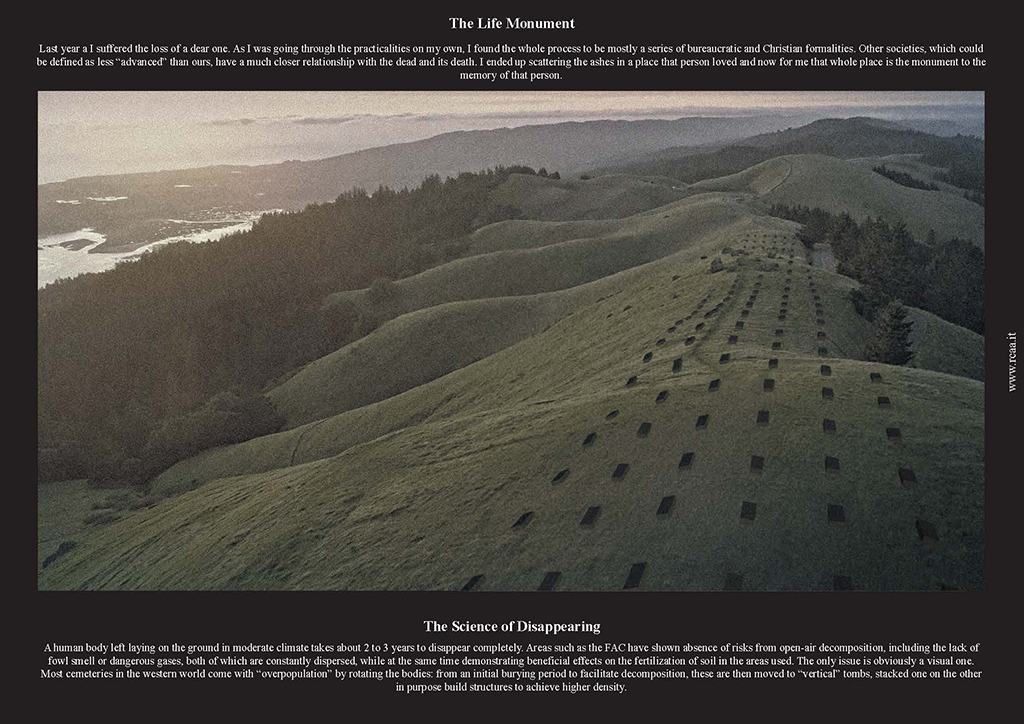 The Life Monument
Last year a I suffered the loss of a dear one. As I was going through the practicalities on my own, I found the whole process to be mostly a series of bureaucratic and Christian formalities. Other societies, which could
be defined as less “advanced” than ours, have a much closer relationship with the dead and its death. I ended up scattering the ashes in a place that person loved and now for me that whole place is the monument to the
memory of that person.
www.rcaa.it
The Science of Disappearing
A human body left laying on the ground in moderate climate takes about 2 to 3 years to disappear completely. Areas such as the FAC have shown absence of risks from open-air decomposition, including the lack of
fowl smell or dangerous gases, both of which are constantly dispersed, while at the same time demonstrating beneficial effects on the fertilization of soil in the areas used. The only issue is obviously a visual one.
Most cemeteries in the western world come with “overpopulation” by rotating the bodies: from an initial burying period to facilitate decomposition, these are then moved to “vertical” tombs, stacked one on the other
in purpose build structures to achieve higher density.